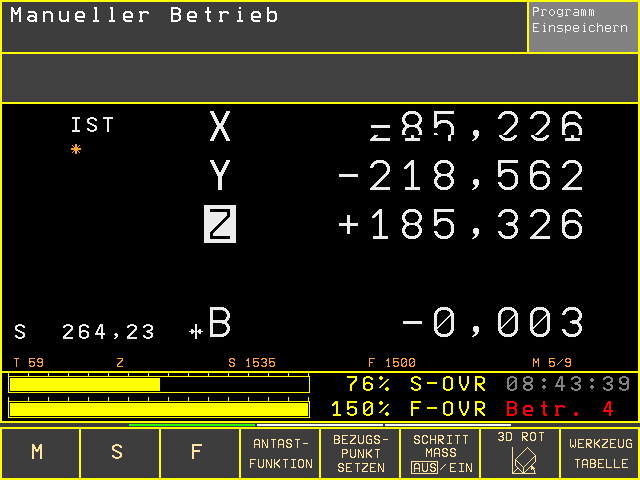 Manueller Betrieb
Programm
Einspeichern
IST X -85,226
*
Y -218,562
Z +185,326
S 264,23 B -0,003
T 59 Z S 1535 F 1500 M 5/9
76% S-OVR 08:43:39
150% F-OVR Betr. 4
M
S
F
ANTAST-
FUNKTION
BEZUGS-
PUNKT
SETZEN
SCHRITT
MASS
AUS/EIN
3D ROT
WERKZEUG
TABELLE